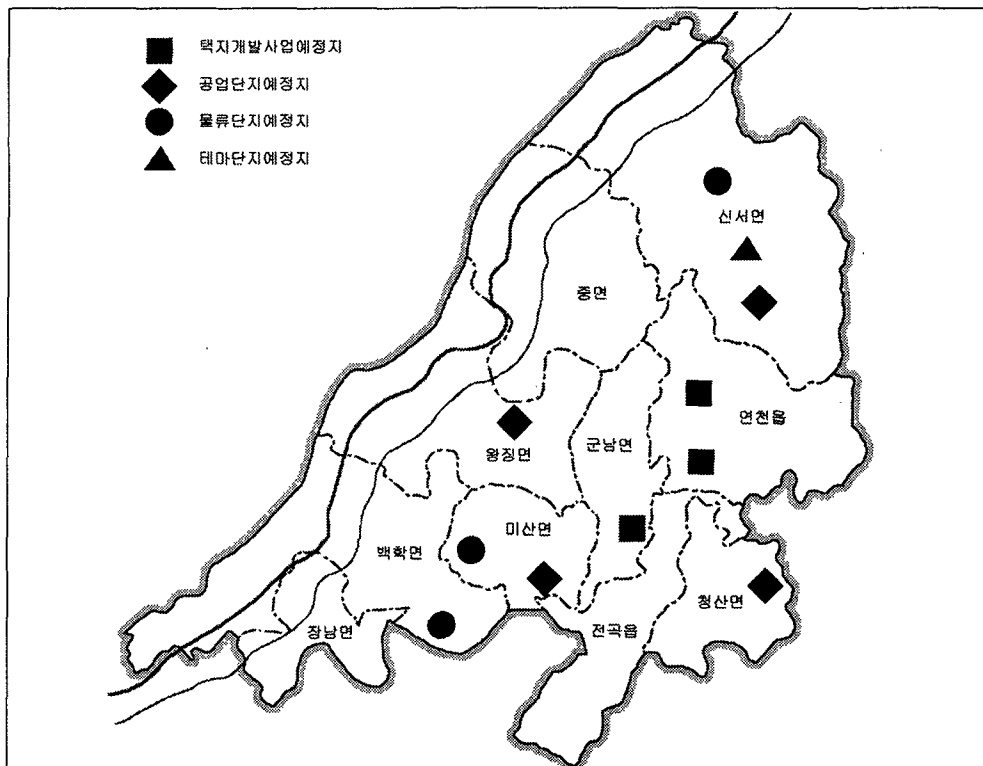 택지개발사업예정지
공업단지예정지
물류단지예정지
테마단지예정지
신서면
중면
연천읍
군남면
왕징면
미산면
백학면
청산면
장남면
전곡읍